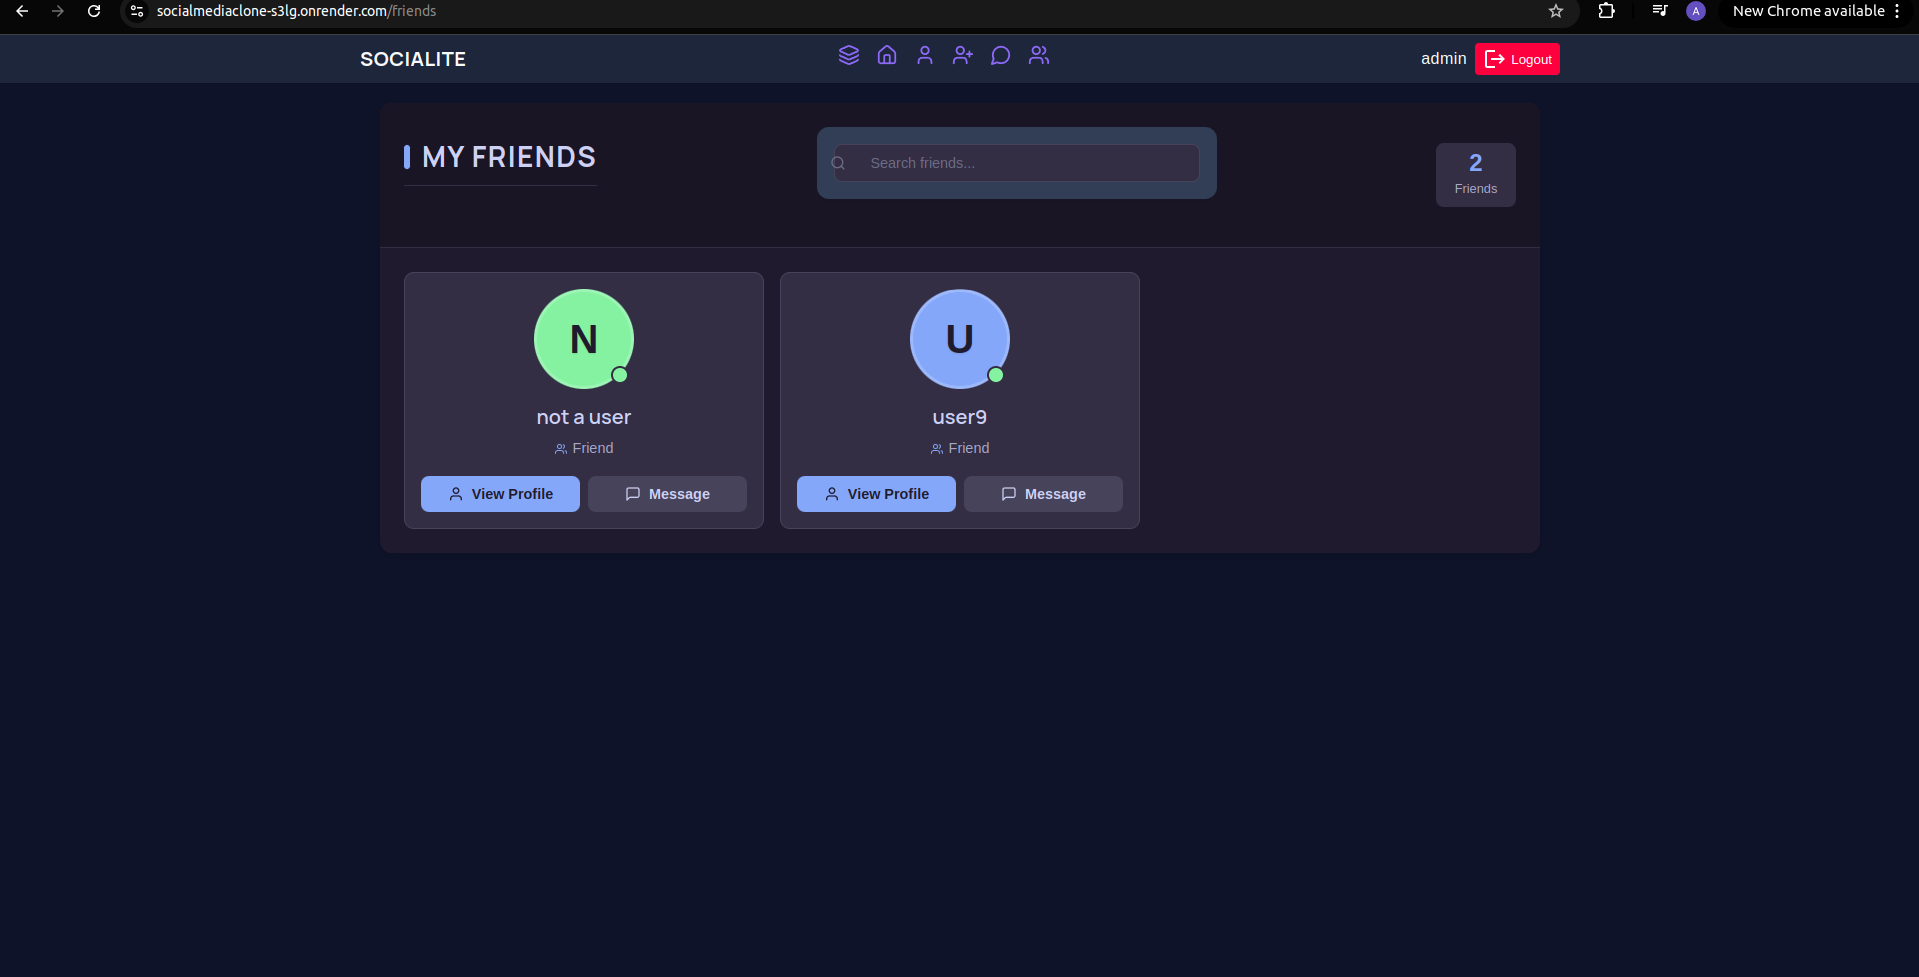 socialmediaclone-s3lg.onrender.com/friends
A
New Chrome available
SOCIALITE
admin
Logout
MY FRIENDS
Search friends...
2
Friends
N
not a user
Friend
View Profile
Message
U
user9
Friend
View Profile
Message